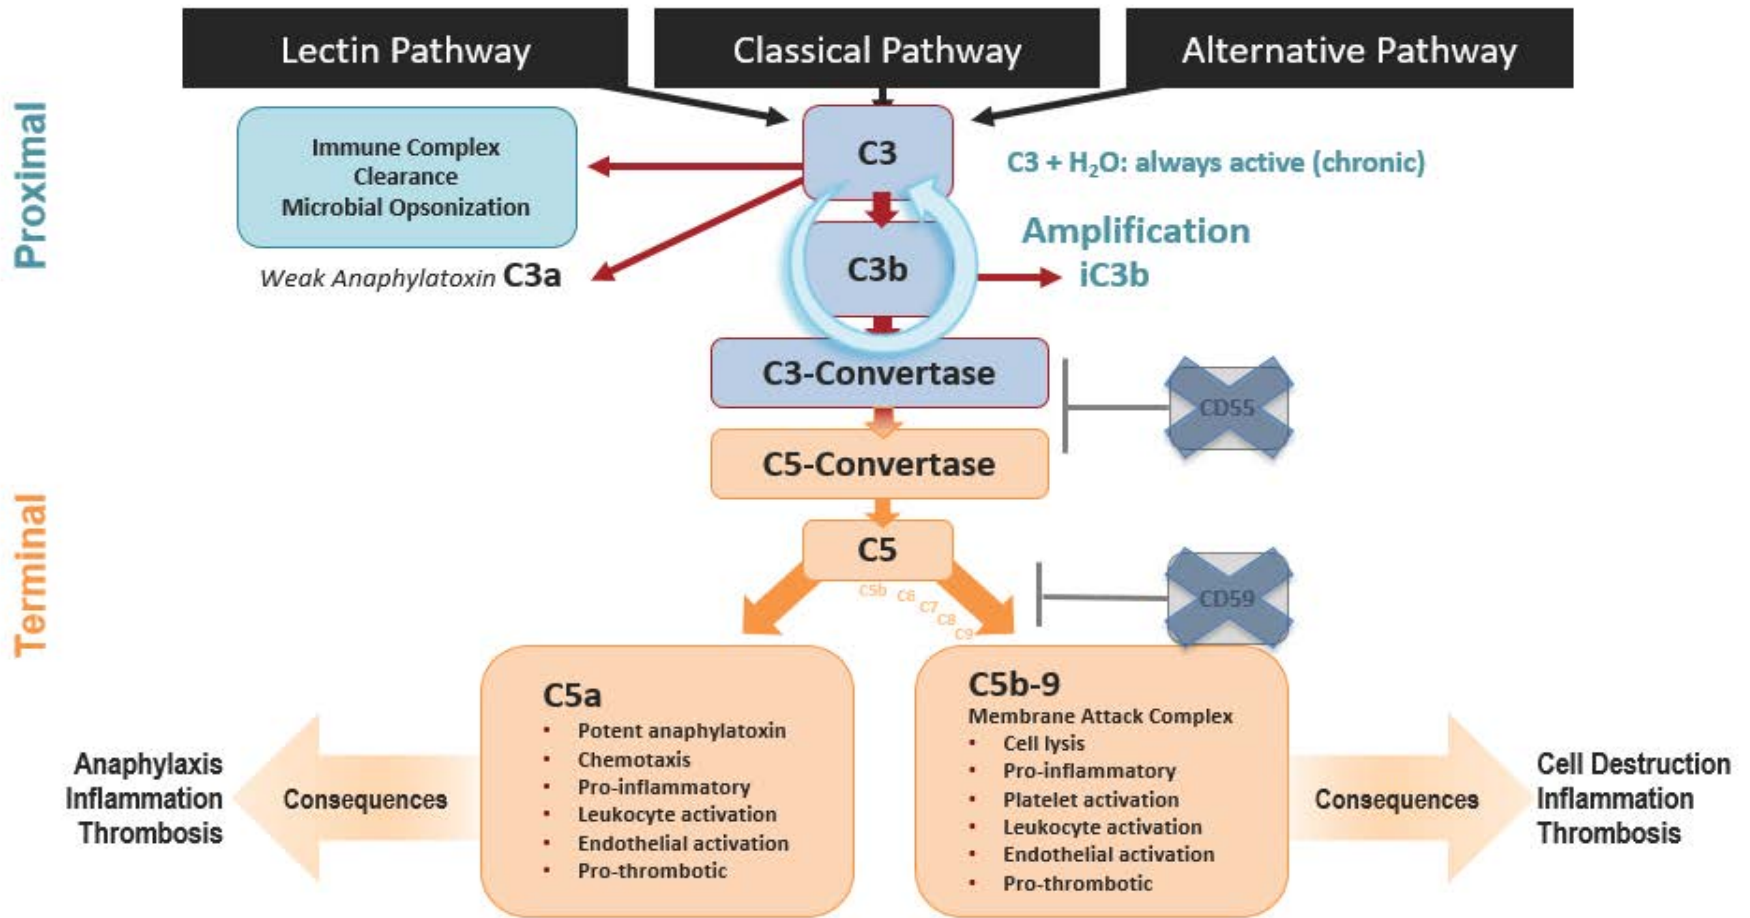 Lectin Pathway
Classical Pathway
Alternative Pathway
Proximal
Immune Complex
Clearance
Microbial Opsonization
C3
C3 + H₂O: always active (chronic)
Weak Anaphylatoxin C3a
C3b
Amplification
iC3b
C3-Convertase
CD55
C5-Convertase
Terminal
C5
C5b
C6
C7
C8
C9
CD59
C5a
• Potent anaphylatoxin
• Chemotaxis
• Pro-inflammatory
• Leukocyte activation
• Endothelial activation
• Pro-thrombotic
C5b-9
Membrane Attack Complex
• Cell lysis
• Pro-inflammatory
• Platelet activation
• Leukocyte activation
• Endothelial activation
• Pro-thrombotic
Anaphylaxis
Inflammation
Thrombosis
Consequences
Consequences
Cell Destruction
Inflammation
Thrombosis